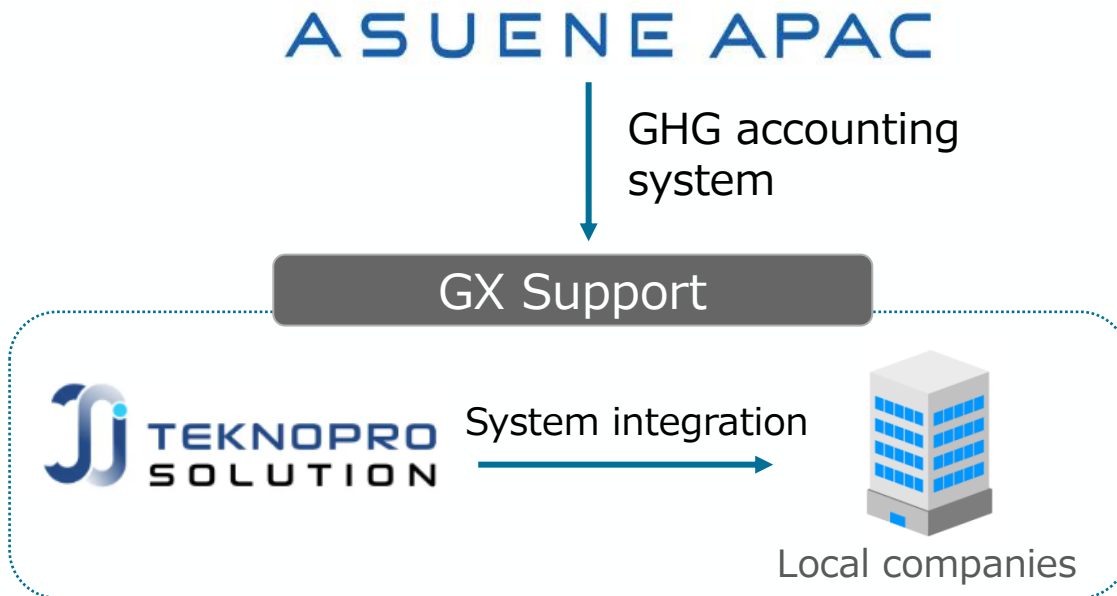 ASUENE APAC
GHG accounting
system
GX Support
TEKNOPRO
SOLUTION
System integration
Local companies